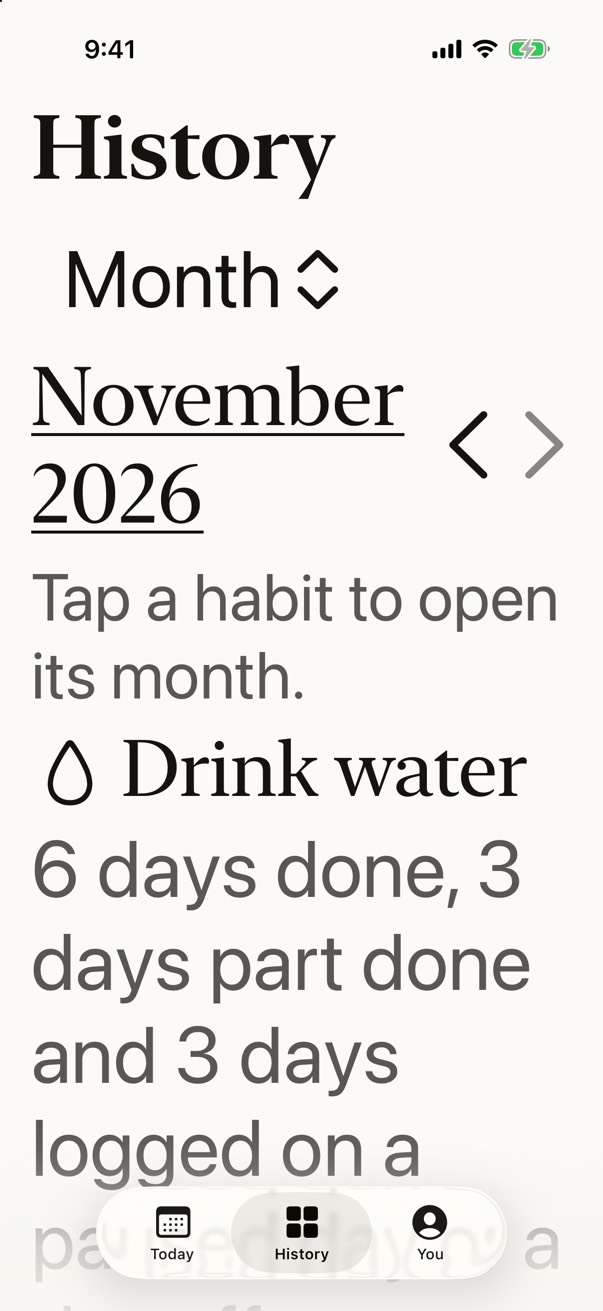 9:41
History
Month
November
2026
Tap a habit to open
its month.
Drink water
6 days done, 3
days part done
and 3 days
logged on a
Today
History
You